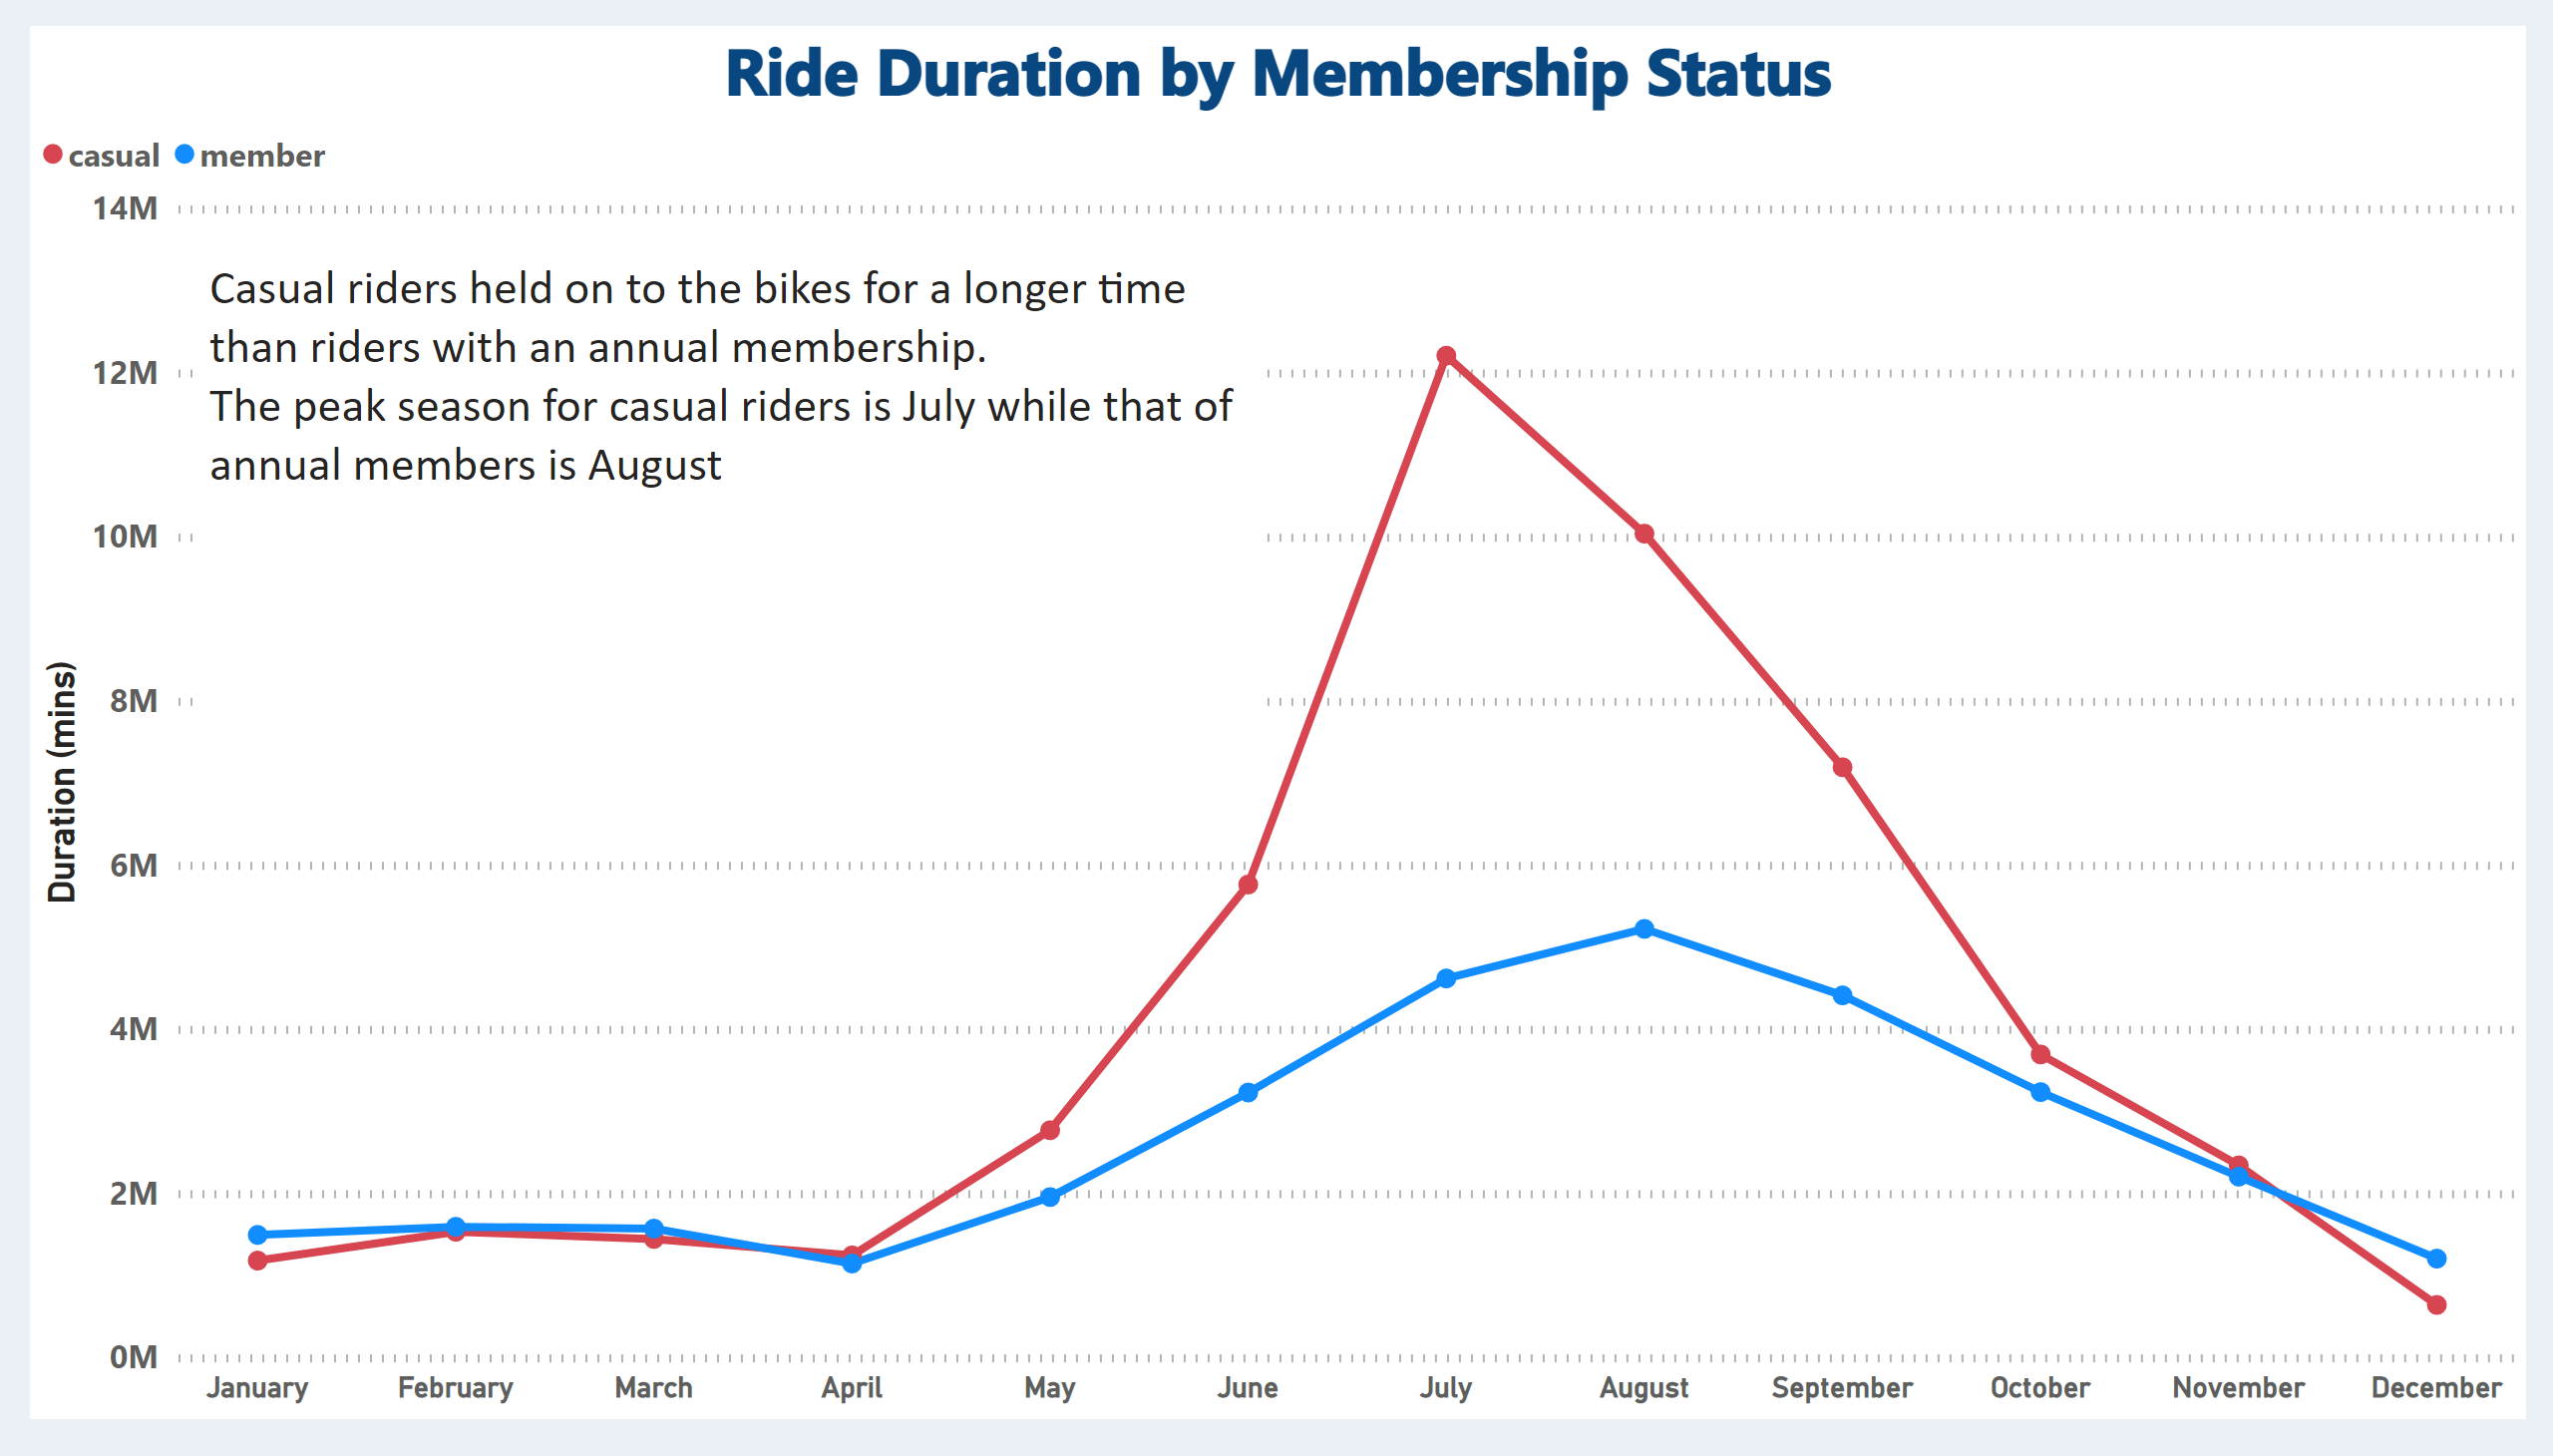 Ride Duration by Membership Status
casual member
14M
Casual riders held on to the bikes for a longer time
than riders with an annual membership.
12M
The peak season for casual riders is July while that of
annual members is August
10M
8M
Duration (mins)
6M
4M
2M
0M
January February March April May June July August September October November December